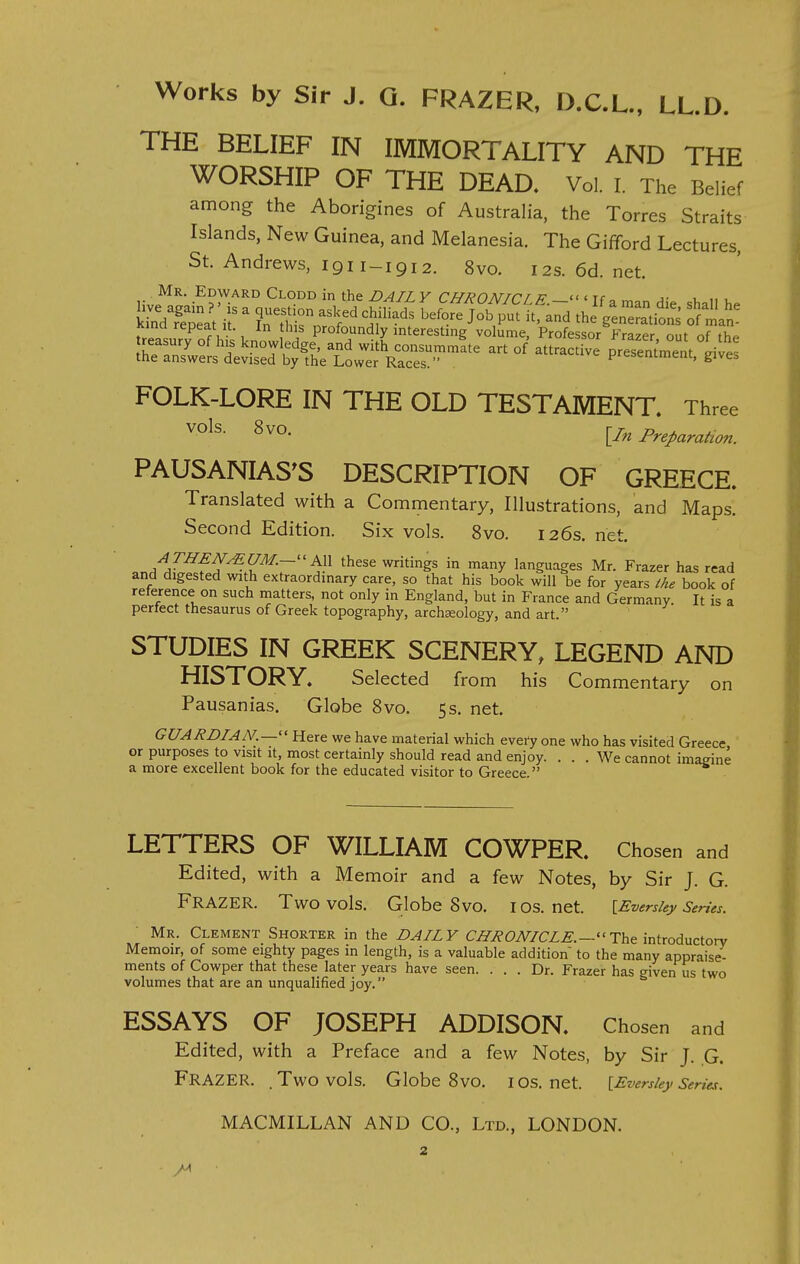 Works by Sir J. G. FRAZER, D.C.L., LL.D.
THE BELIEF IN IMMORTALITY AND THE
WORSHIP OF THE DEAD. Vol. I. The Belief
among the Aborigines of Australia, the Torres Straits
Islands, New Guinea, and Melanesia. The Gifford Lectures,
St. Andrews, 1911-1912. 8vo. 12s. 6d. net.
MR. EDWARD CLODD in the DAILY CHRONICLE.—“‘If a man die, shall he
live again?’ is a question asked chiliads before Job put it, and the generations of man-
kind repeat it. In this profoundly interesting volume, Professor Frazer, out of the
treasury of his knowledge, and with consummate art of attractive presentment, gives
the answers devised by the Lower Races.”
FOLK-LORE IN THE OLD TESTAMENT. Three
vols. 8vo. [In Preparation.
PAUSANIAS'S DESCRIPTION OF GREECE.
Translated with a Commentary, Illustrations, and Maps.
Second Edition. Six vols. 8vo. 126s. net.
ATHENÆUM.—“All these writings in many languages Mr. Frazer has read
and digested with extraordinary care, so that his book will be for years the book of
reference on such matters, not only in England, but in France and Germany. It is a
perfect thesaurus of Greek topography, archæology, and art.”
STUDIES IN GREEK SCENERY, LEGEND AND
HISTORY. Selected from his Commentary on
Pausanias. Globe 8vo. 5s. net.
GUARDIAN.—“Here we have material which every one who has visited Greece,
or purposes to visit it, most certainly should read and enjoy. . . . We cannot imagine
a more excellent book for the educated visitor to Greece.”
LETTERS OF WILLIAM COWPER. Chosen and
Edited, with a Memoir and a few Notes, by Sir J. G.
FRAZER. Two vols. Globe 8vo. 10s. net. [Eversley Series.
MR. CLEMENT SHORTER in the DAILY CHRONICLE.—“The introductory
Memoir, of some eighty pages in length, is a valuable addition to the many appraise-
ments of Cowper that these later years have seen. . . . Dr. Frazer has given us two
volumes that are an unqualified joy.”
ESSAYS OF JOSEPH ADDISON. Chosen and
Edited, with a Preface and a few Notes, by Sir J. G.
FRAZER. Two vols. Globe 8vo. 10s. net. [Eversley Series.
MACMILLAN AND CO., LTD., LONDON.
2